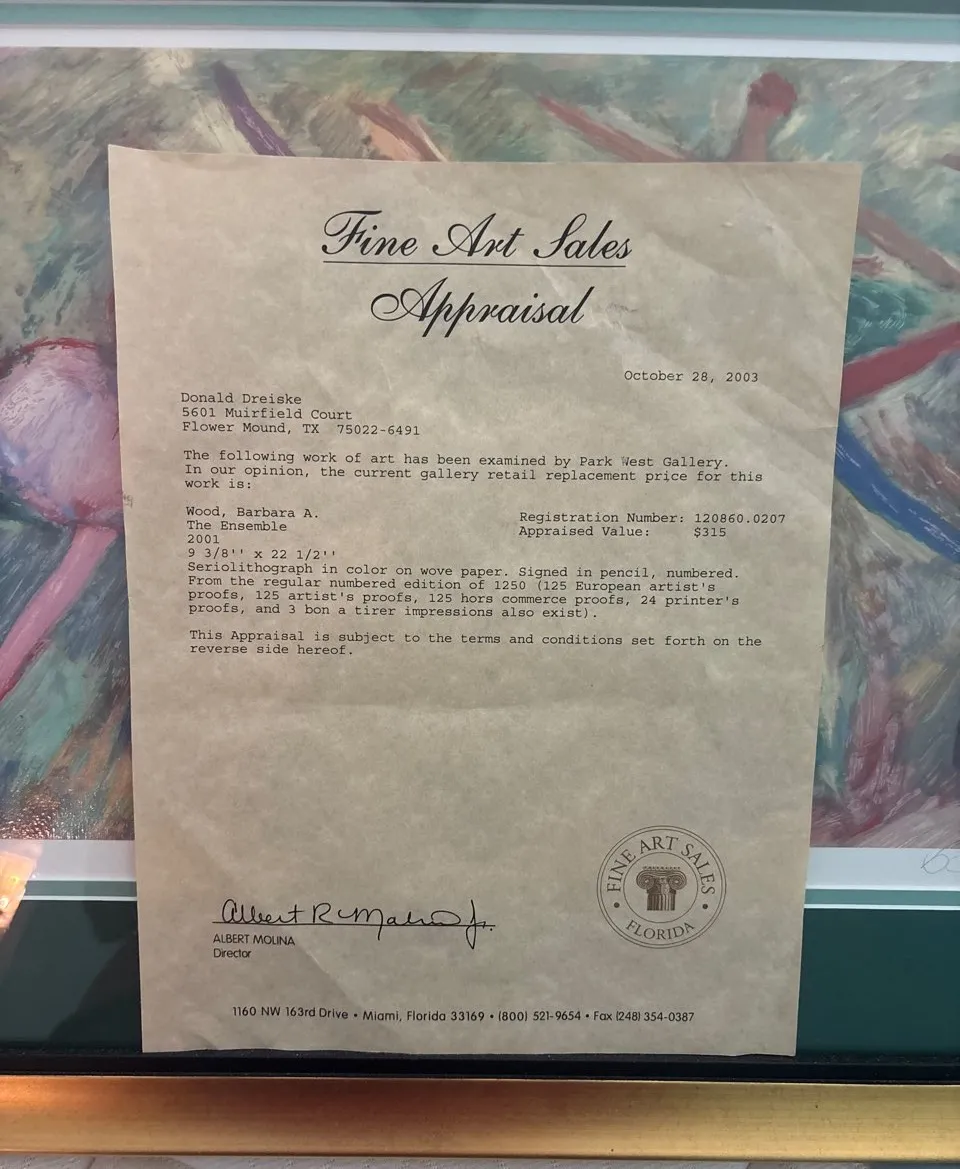 Fine Art Sales
Appraisal
October 28, 2003
Donald Dreiske
5601 Muirfield Court
Flower Mound, TX  75022-6491
The following work of art has been examined by Park West Gallery.
In our opinion, the current gallery retail replacement price for this
work is:
Wood, Barbara A.
The Ensemble
2001
9 3/8'' x 22 1/2''
Registration Number: 120860.0207
Appraised Value: $315
Seriolithograph in color on wove paper. Signed in pencil, numbered.
From the regular numbered edition of 1250 (125 European artist's
proofs, 125 artist's proofs, 125 hors commerce proofs, 24 printer's
proofs, and 3 bon a tirer impressions also exist).
This Appraisal is subject to the terms and conditions set forth on the
reverse side hereof.
Albert R Molina Jr.
ALBERT MOLINA
Director
FINE ART SALES
FLORIDA
1160 NW 163rd Drive • Miami, Florida 33169 • (800) 521-9654 • Fax (248) 354-0387